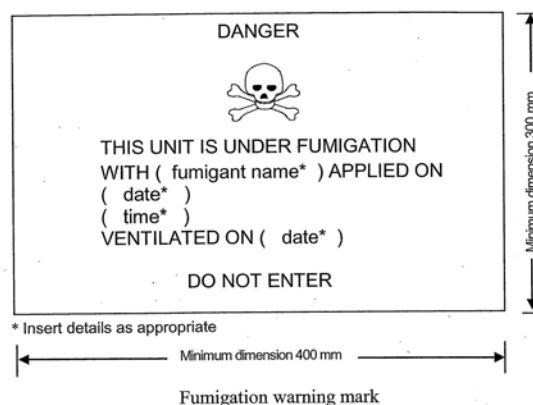 DANGER
THIS UNIT IS UNDER FUMIGATION
WITH ( fumigant name* ) APPLIED ON
( date* )
( time* )
VENTILATED ON ( date* )
DO NOT ENTER
Minimum dimension 300 mm
* Insert details as appropriate
Minimum dimension 400 mm
Fumigation warning mark